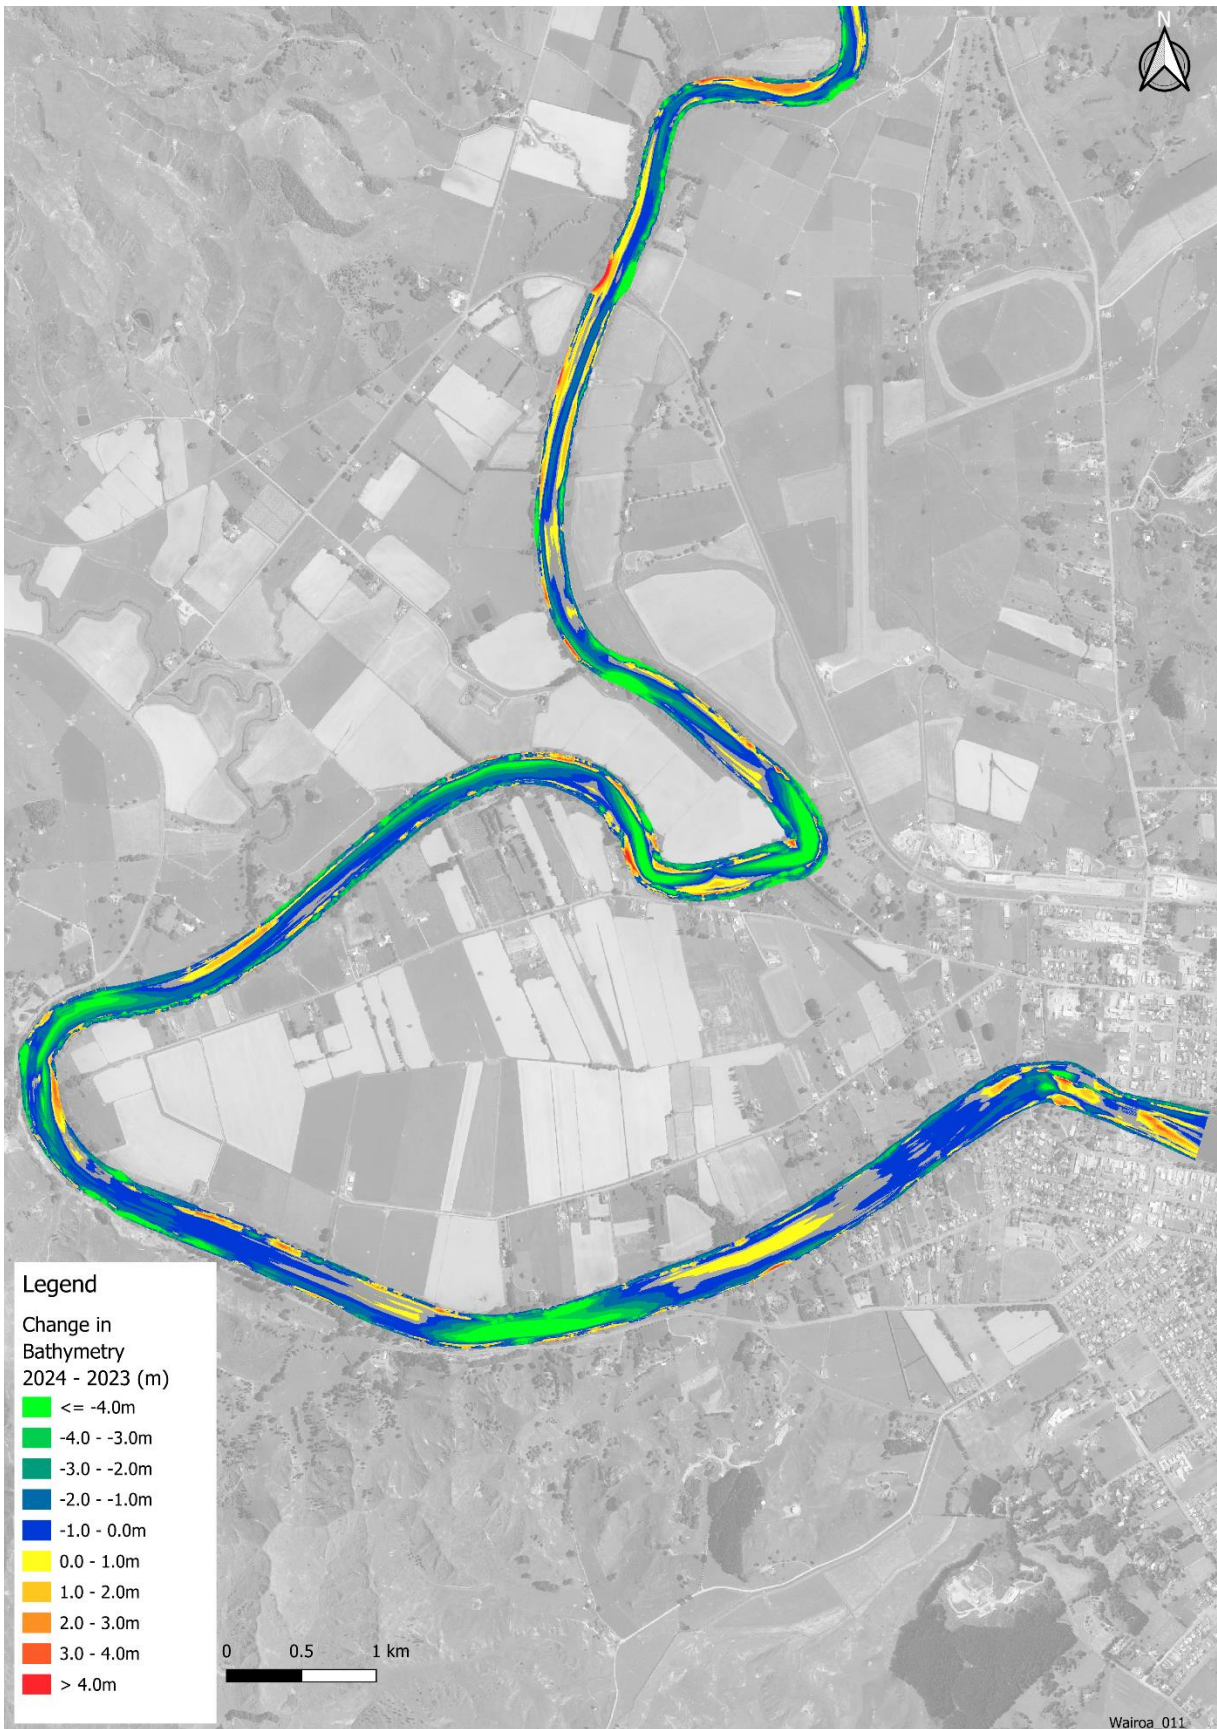 N
Legend
Change in
Bathymetry
2024 - 2023 (m)
<= -4.0m
-4.0 - -3.0m
-3.0 - -2.0m
-2.0 - -1.0m
-1.0 - 0.0m
0.0 - 1.0m
1.0 - 2.0m
2.0 - 3.0m
3.0 - 4.0m
> 4.0m
0 0.5 1 km
Wairoa_011